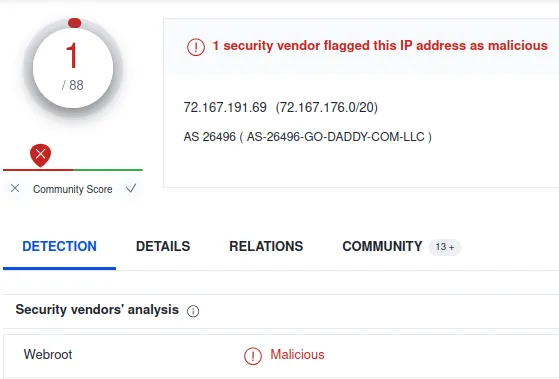 1
/ 88
1 security vendor flagged this IP address as malicious
72.167.191.69 (72.167.176.0/20)
AS 26496 ( AS-26496-GO-DADDY-COM-LLC )
Community Score
DETECTION DETAILS RELATIONS COMMUNITY 13 +
Security vendors' analysis
Webroot Malicious